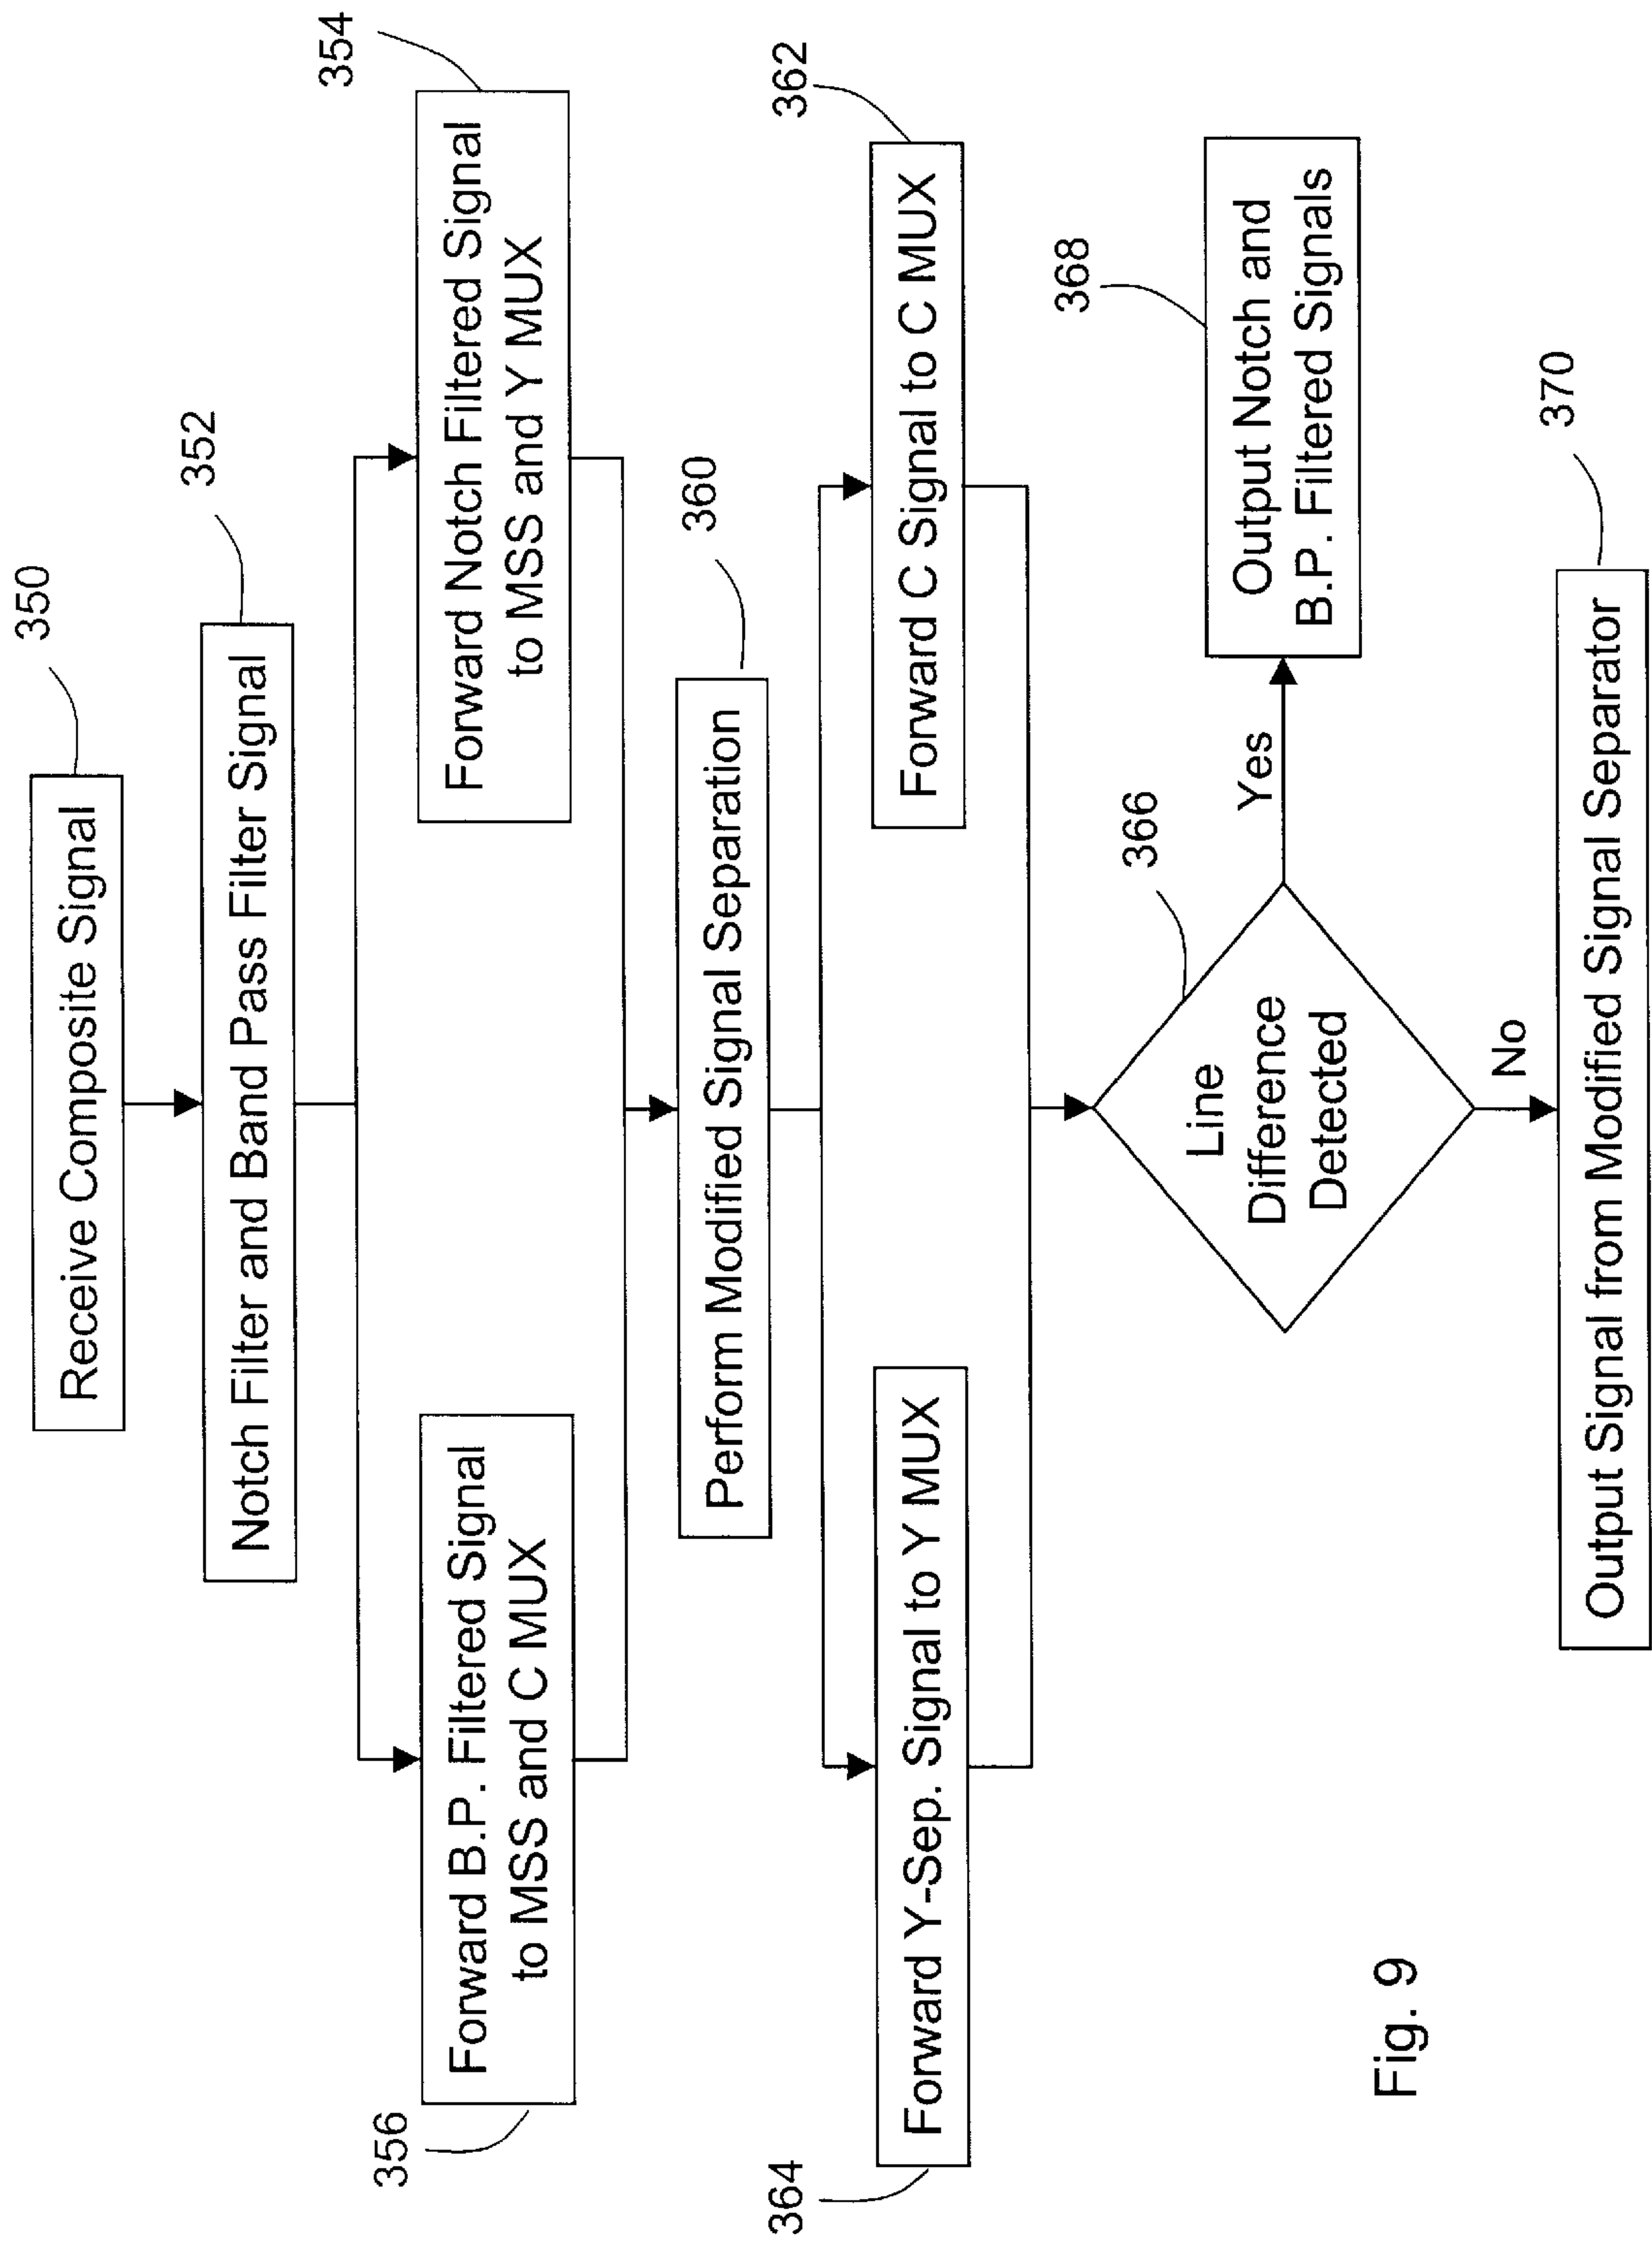 350
Receive Composite Signal
352
Notch Filter and Band Pass Filter Signal
354
356
Forward B.P. Filtered Signal
to MSS and C MUX
Forward Notch Filtered Signal
to MSS and Y MUX
360
Perform Modified Signal Separation
362
364
Forward Y-Sep. Signal to Y MUX
Forward C Signal to C MUX
366
Line
Difference
Detected
Yes
368
Output Notch and
B.P. Filtered Signals
No
370
Output Signal from Modified Signal Separator
Fig. 9